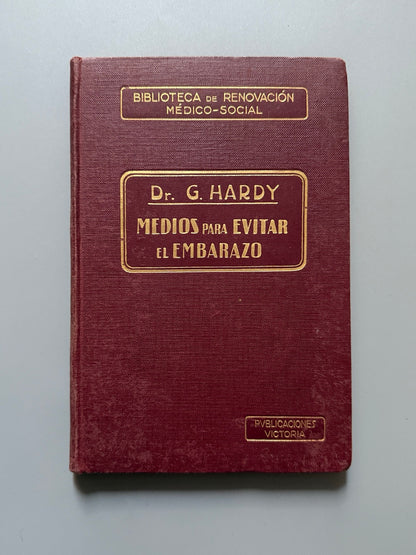 BIBLIOTECA DE RENOVACIÓN
MÉDICO-SOCIAL
Dr. G. HARDY
MEDIOS PARA EVITAR
EL EMBARAZO
PVBLICACIONES
VICTORIA